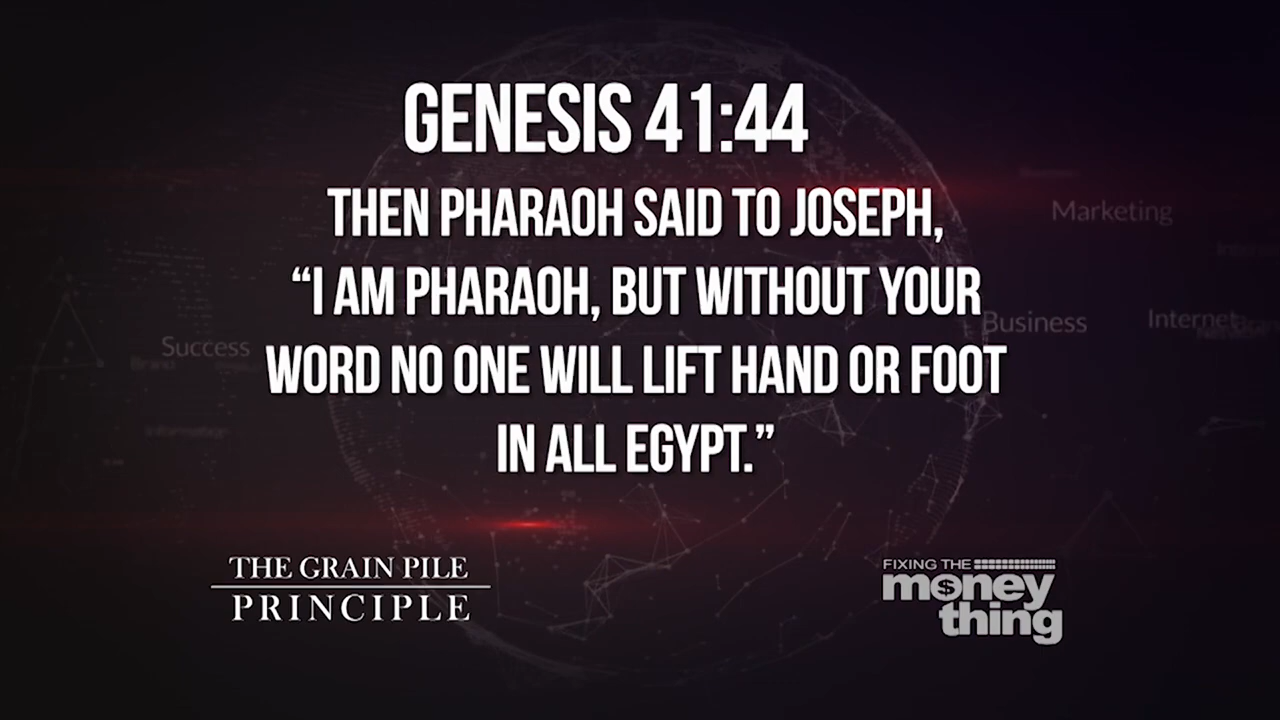 GENESIS 41:44
THEN PHARAOH SAID TO JOSEPH,
“I AM PHARAOH, BUT WITHOUT YOUR
WORD NO ONE WILL LIFT HAND OR FOOT
IN ALL EGYPT.”
Marketing
Business
Internet
Success
Brand
THE GRAIN PILE
PRINCIPLE
FIXING THE
money
thing